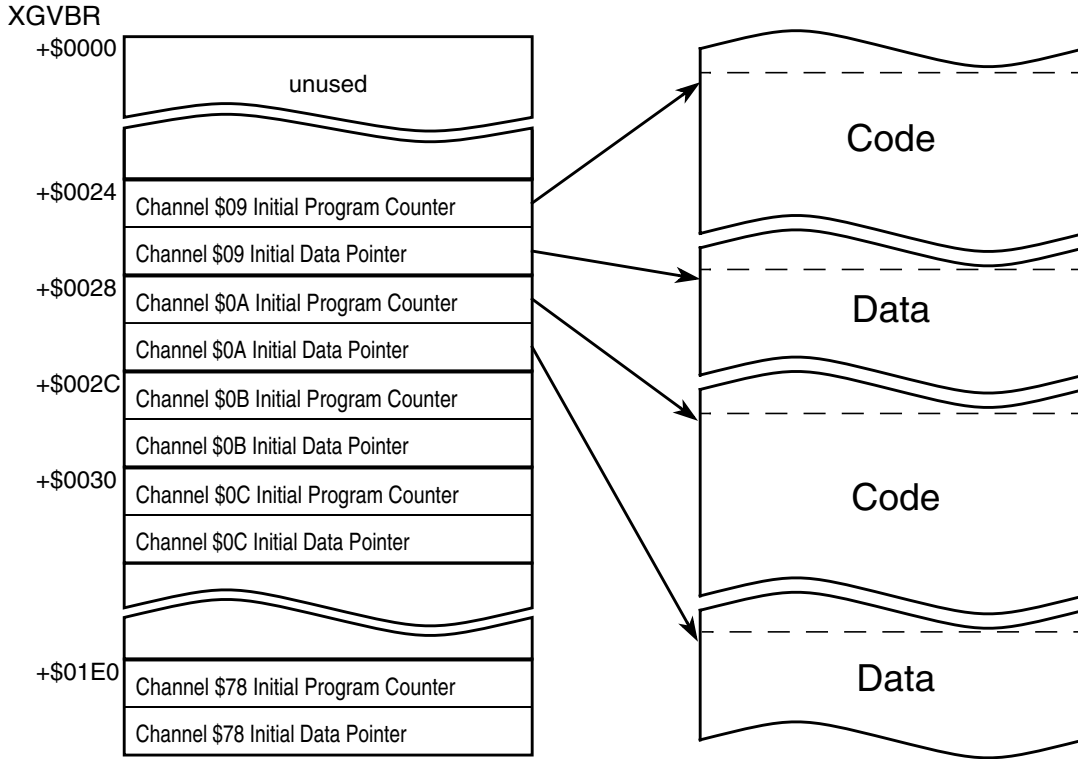 XGVBR
+$0000
unused
+$0024
Channel $09 Initial Program Counter
Channel $09 Initial Data Pointer
+$0028
Channel $0A Initial Program Counter
Channel $0A Initial Data Pointer
+$002C
Channel $0B Initial Program Counter
Channel $0B Initial Data Pointer
+$0030
Channel $0C Initial Program Counter
Channel $0C Initial Data Pointer
+$01E0
Channel $78 Initial Program Counter
Channel $78 Initial Data Pointer
Code
Data
Code
Data